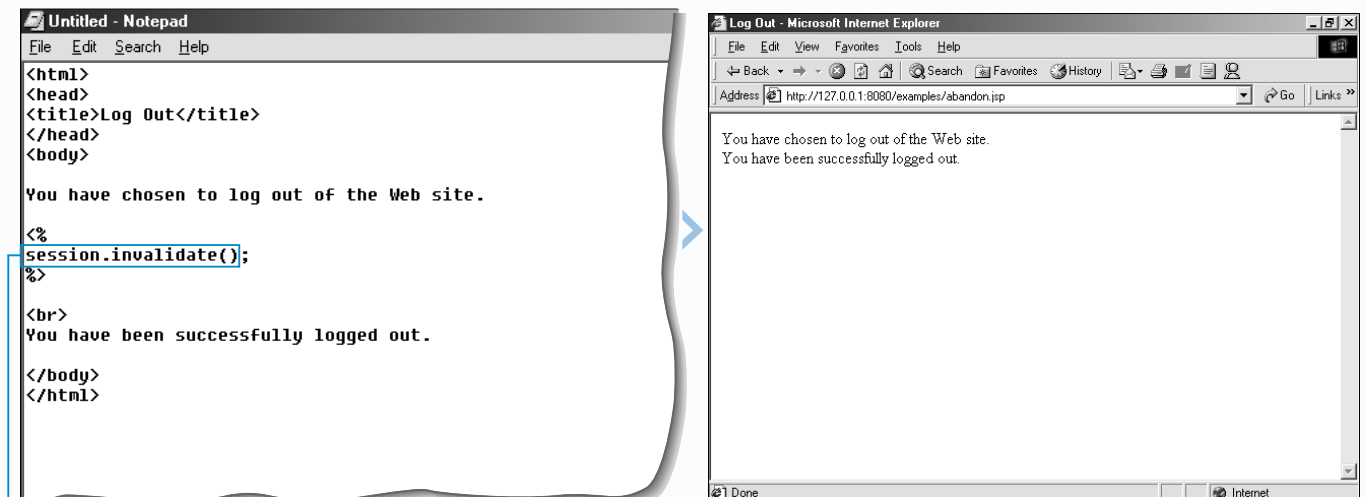 Untitled - Notepad
File Edit Search Help
<html>
<head>
<title>Log Out</title>
</head>
<body>
You have chosen to log out of the Web site.
<%
session.invalidate();
%>
<br>
You have been successfully logged out.
</body>
</html>
Log Out - Microsoft Internet Explorer
File Edit View Favorites Tools Help
Back Search Favorites History
Address http://127.0.0.1:8080/examples/abandon.jsp Go Links »
You have chosen to log out of the Web site.
You have been successfully logged out.
Done Internet